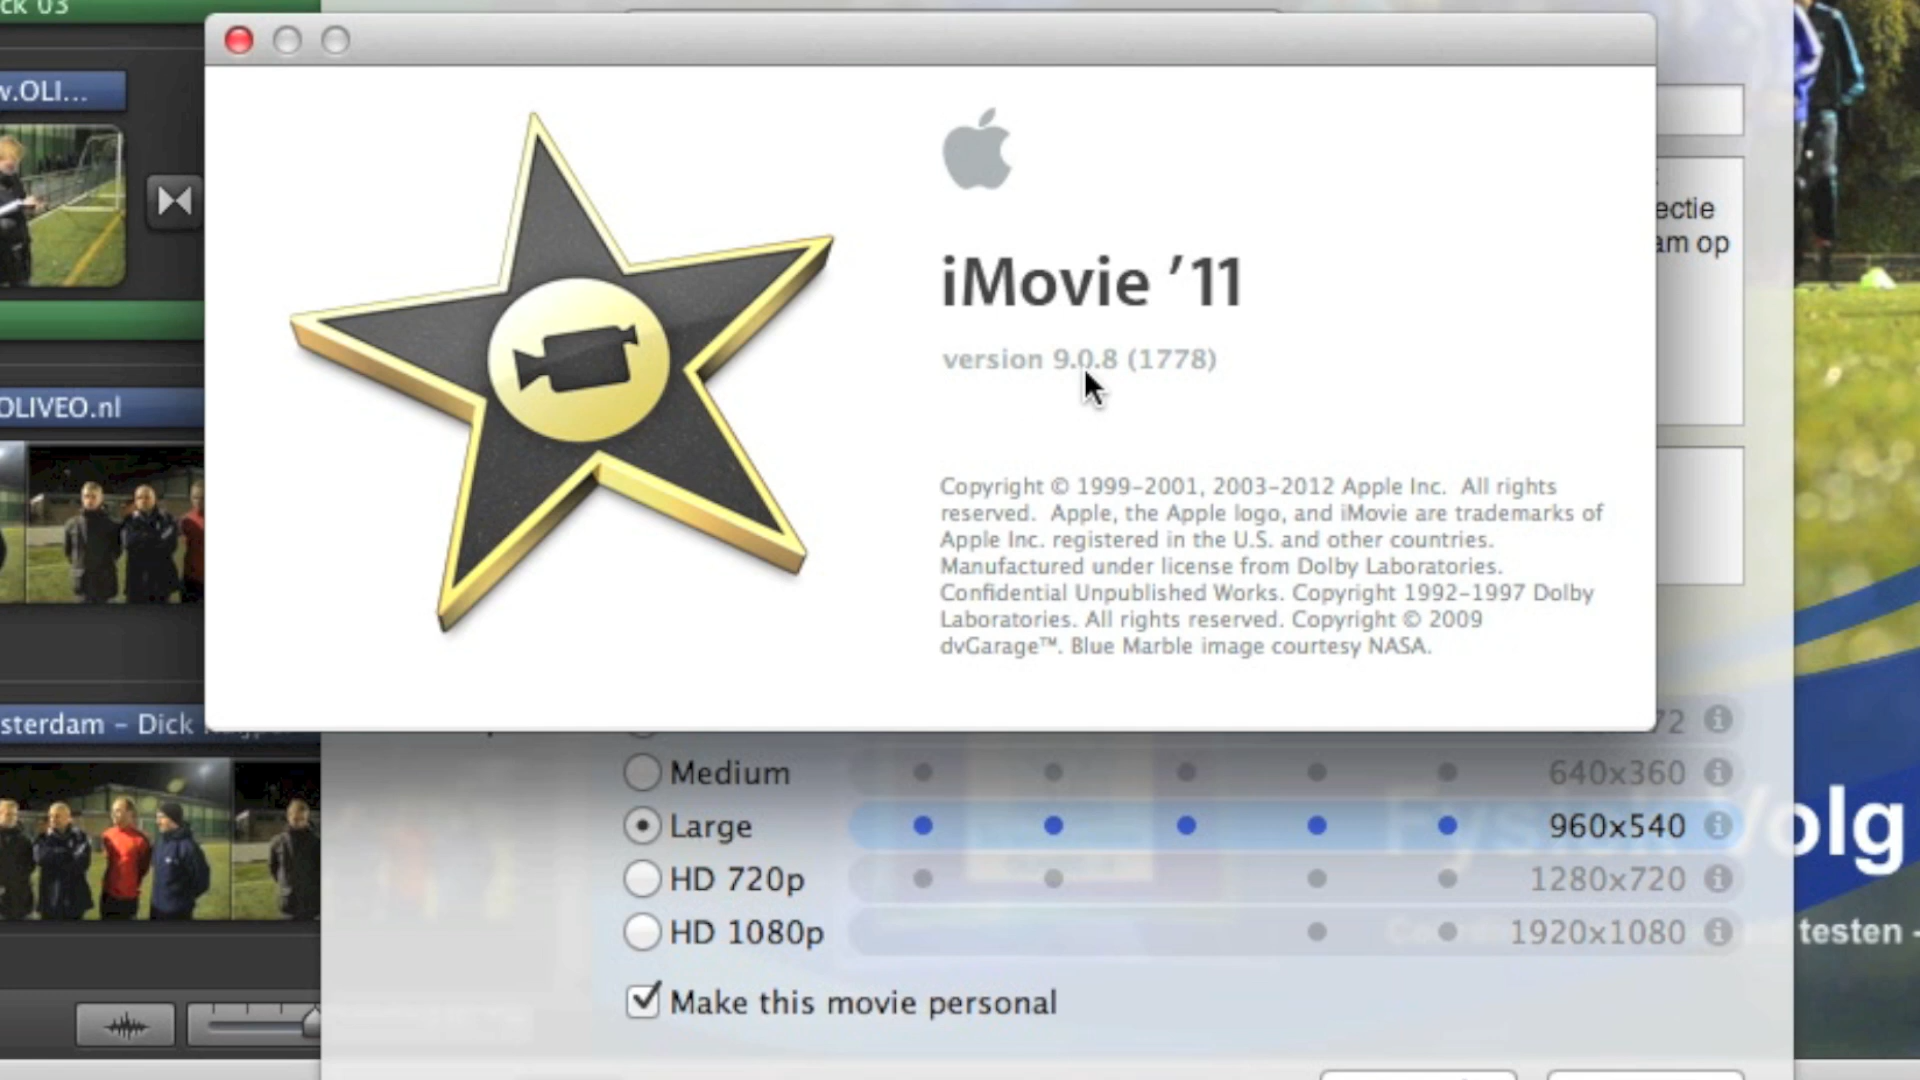 ck 03
w.OLI...
ectie
am op
iMovie ’11
version 9.0.8 (1778)
OLIVEO.nl
Copyright © 1999–2001, 2003–2012 Apple Inc.  All rights
reserved.  Apple, the Apple logo, and iMovie are trademarks of
Apple Inc. registered in the U.S. and other countries.
Manufactured under license from Dolby Laboratories.
Confidential Unpublished Works. Copyright 1992–1997 Dolby
Laboratories. All rights reserved. Copyright © 2009
dvGarage™. Blue Marble image courtesy NASA.
sterdam – Dick
72
Medium 640x360
Large 960x540
olg
HD 720p 1280x720
HD 1080p 1920x1080
testen -
Make this movie personal